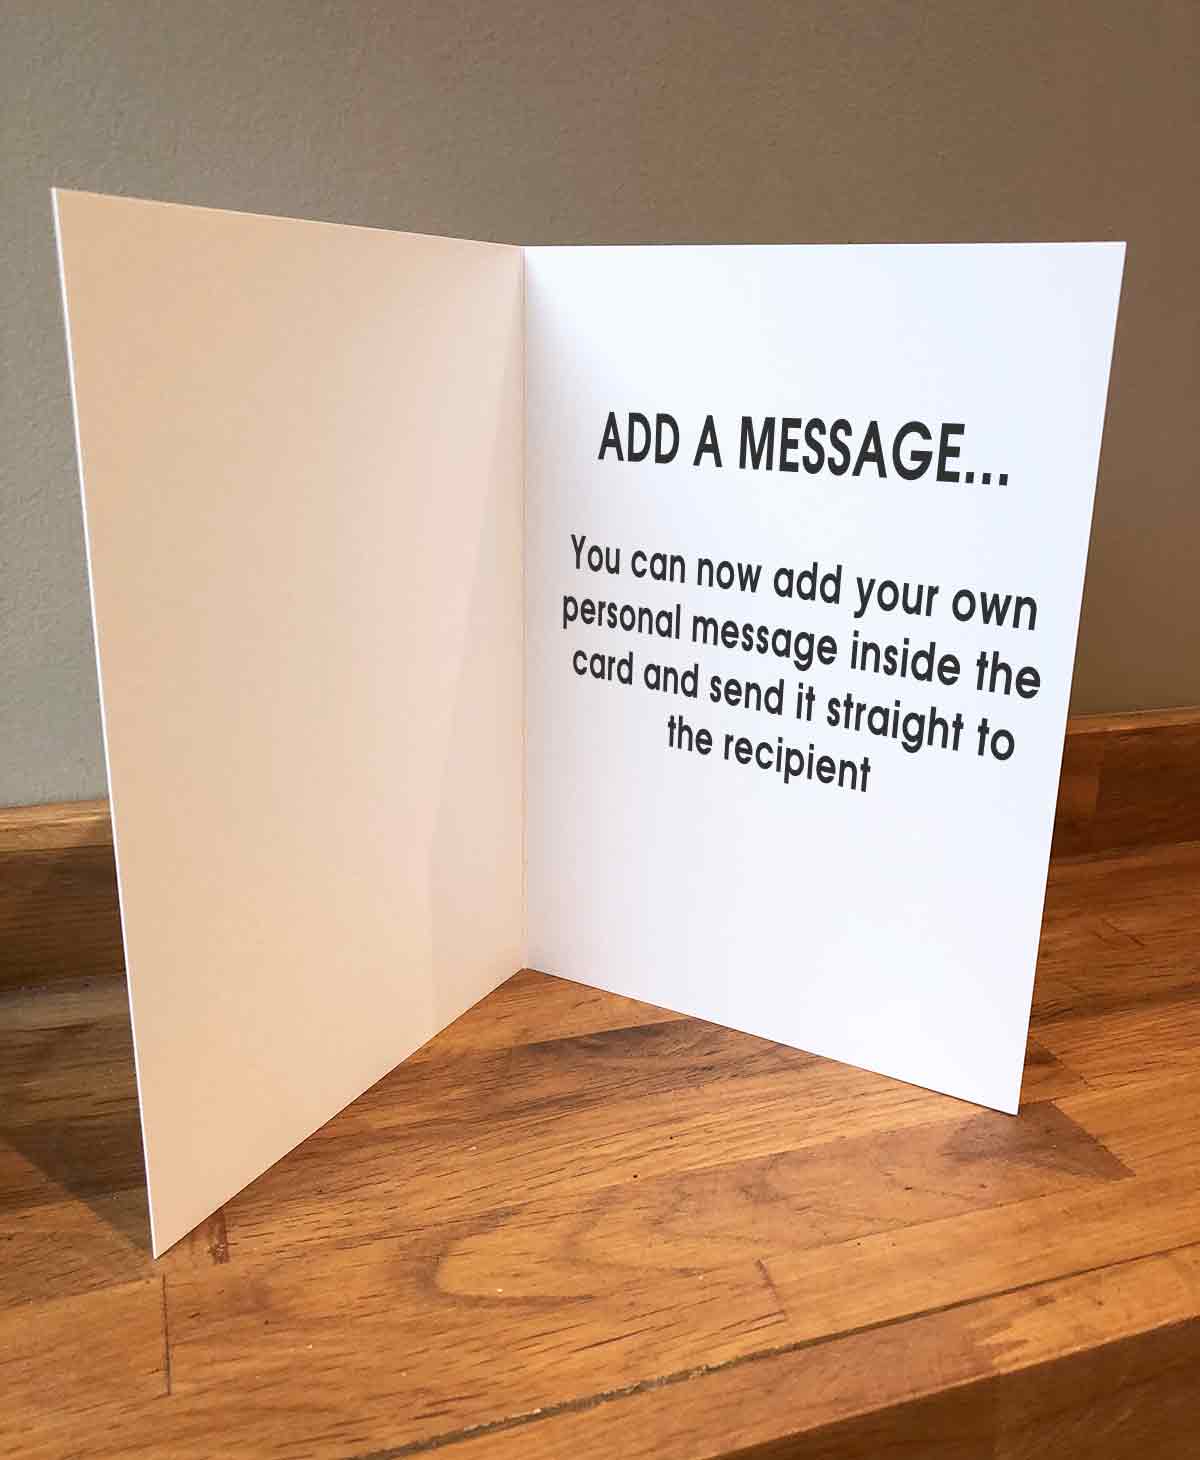 ADD A MESSAGE...
You can now add your own
personal message inside the
card and send it straight to
the recipient